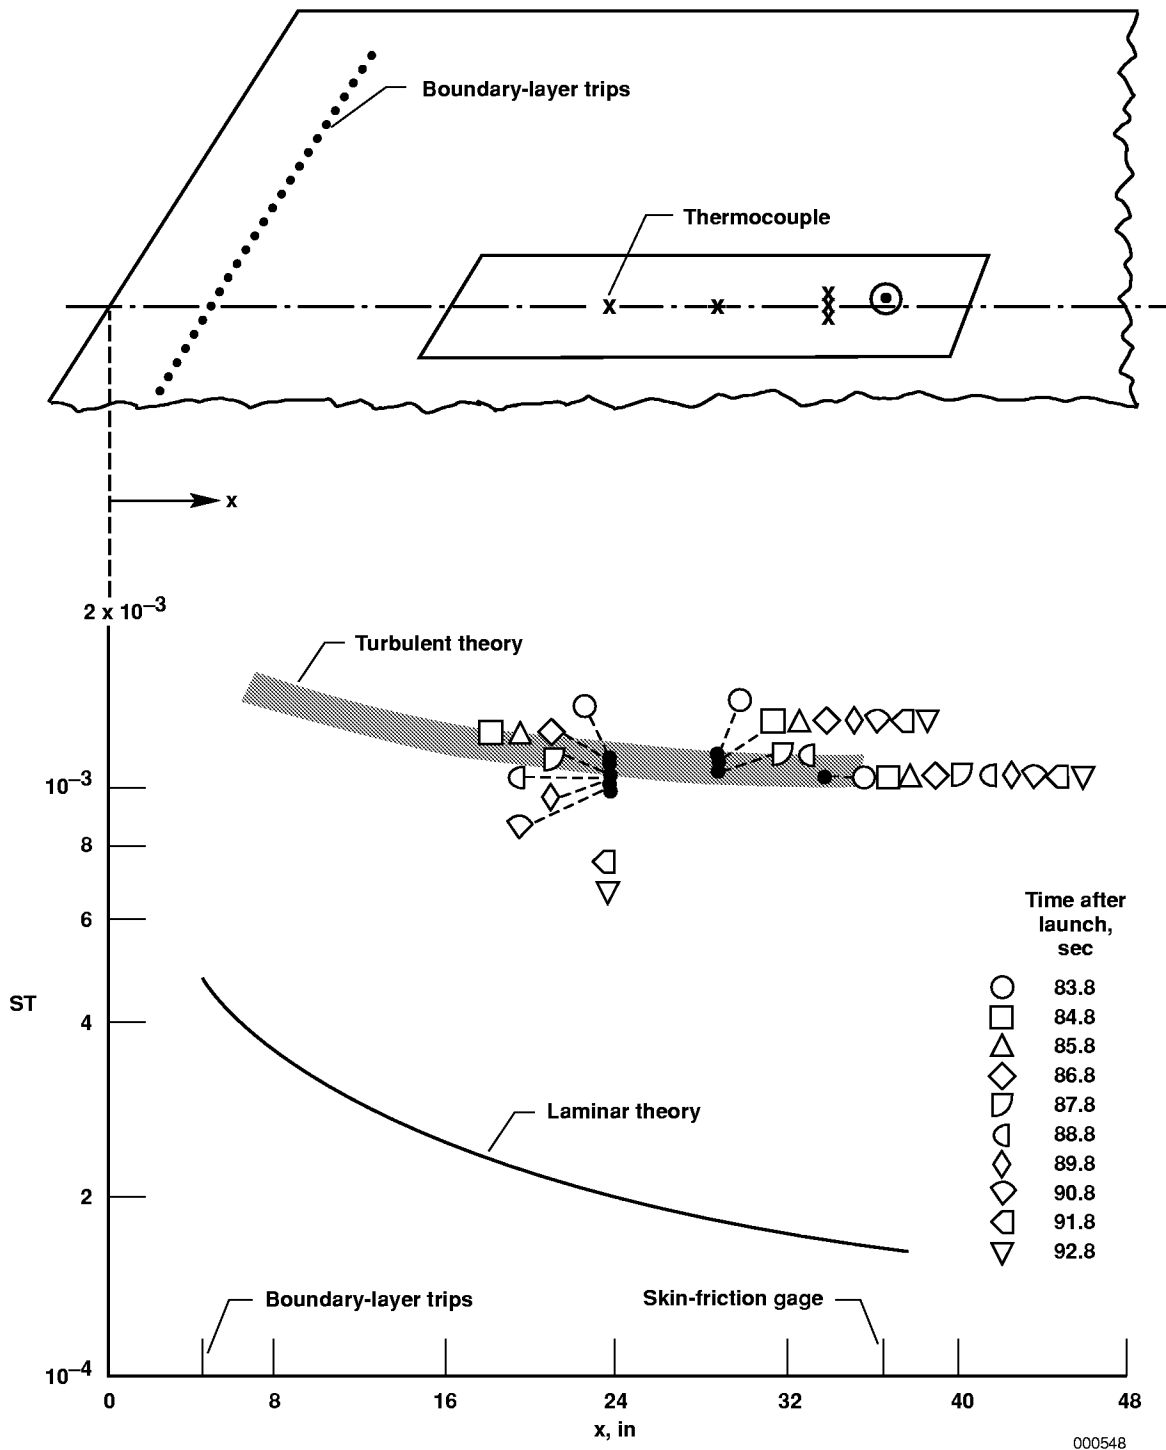 Boundary-layer trips
Thermocouple
x x x
x
x
x
2 x 10–3
Turbulent theory
10–3
8
6
ST
4
2
10–4
Laminar theory
Time after
launch,
sec
83.8
84.8
85.8
86.8
87.8
88.8
89.8
90.8
91.8
92.8
Boundary-layer trips
Skin-friction gage
0 8 16 24 32 40 48
x, in
000548